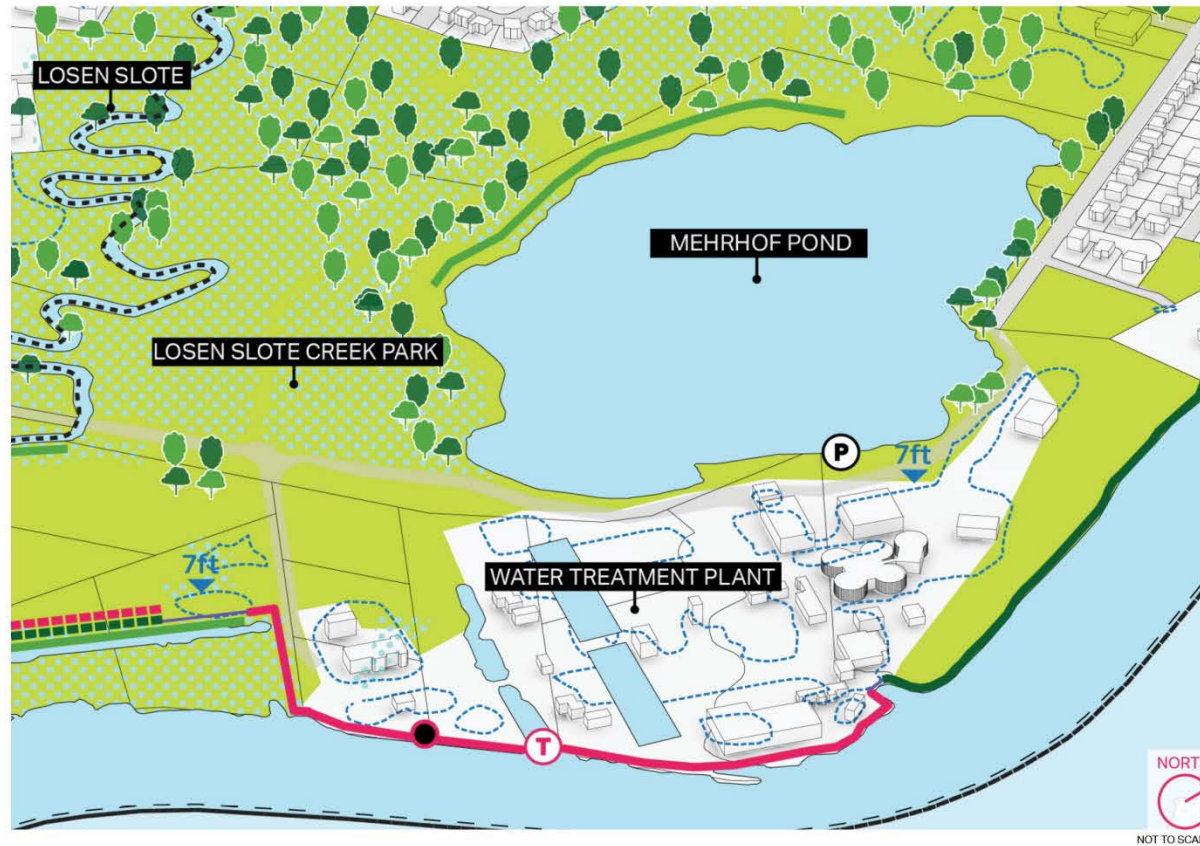 LOSEN SLOTE
MEHRHOF POND
LOSEN SLOTE CREEK PARK
P
7ft
7ft
WATER TREATMENT PLANT
T
NORT
NOT TO SCA